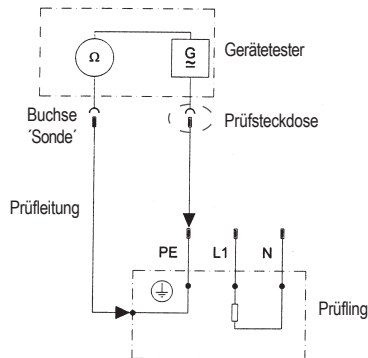 Ω
G
Gerätetester
Buchse
´Sonde´
Prüfsteckdose
Prüfleitung
PE
L1
N
Prüfling